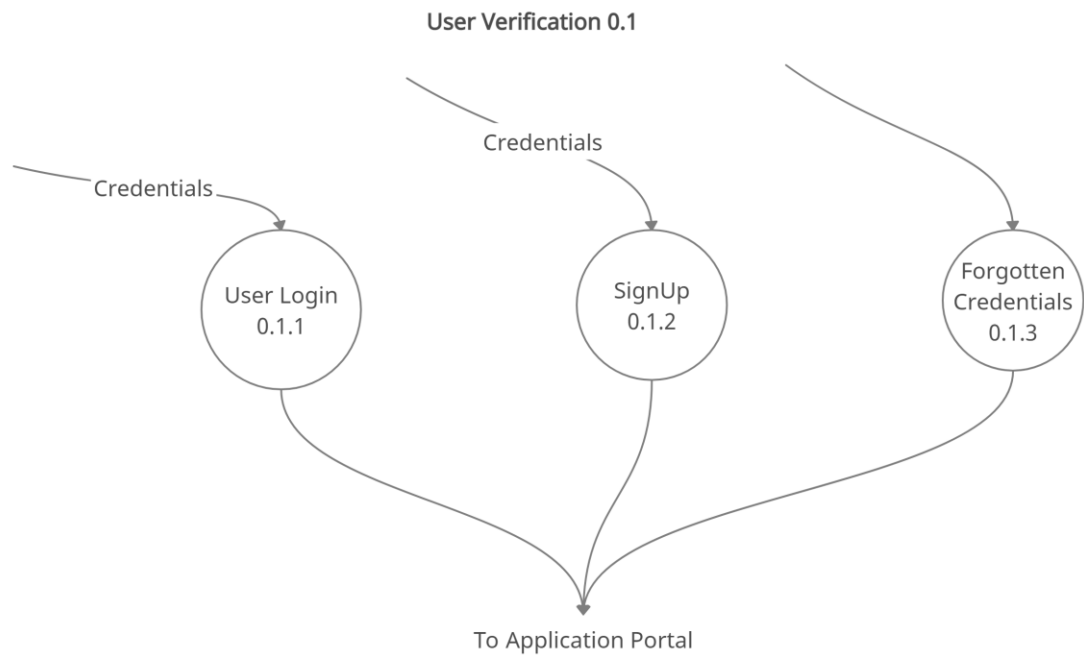 User Verification 0.1
Credentials
Credentials
User Login
0.1.1
SignUp
0.1.2
Forgotten
Credentials
0.1.3
To Application Portal